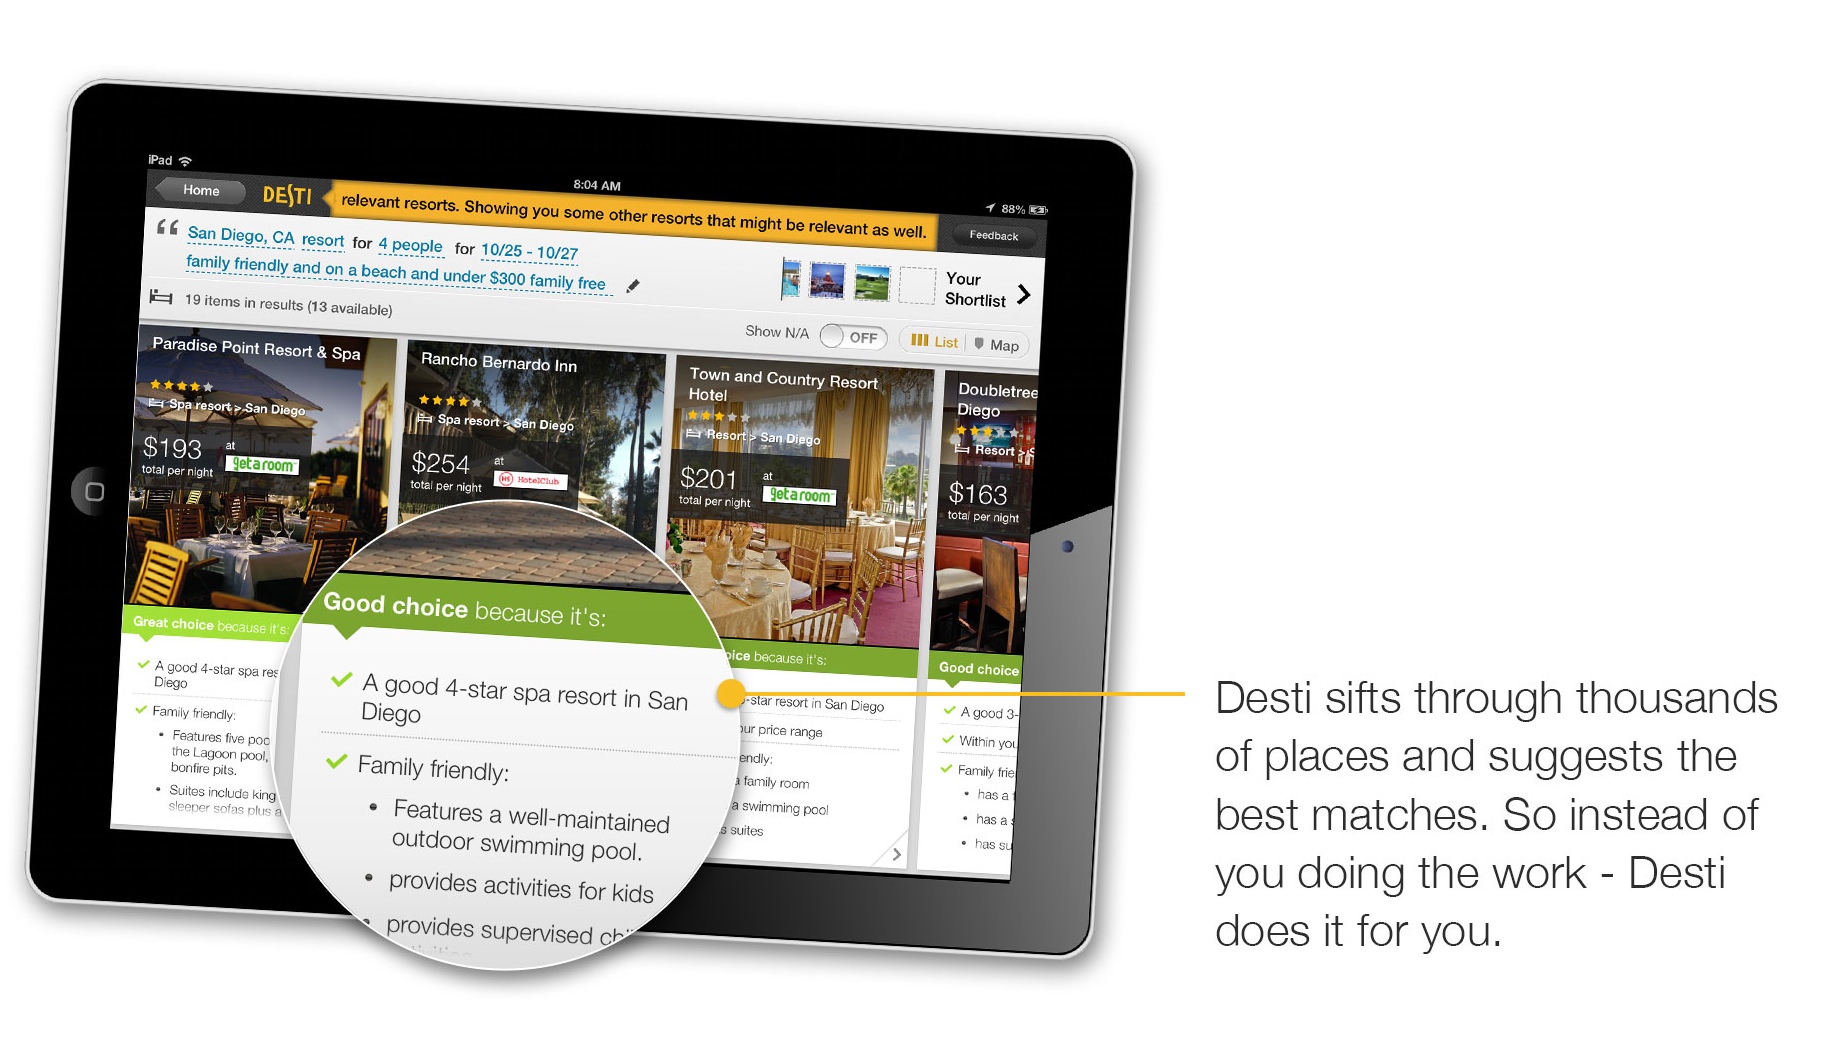 iPad
8:04 AM
88%
Home
DESTI
relevant resorts. Showing you some other resorts that might be relevant as well.
Feedback
San Diego, CA resort for 4 people for 10/25 - 10/27
family friendly and on a beach and under $300 family free
Your
Shortlist
19 items in results (13 available)
Show N/A
OFF
List
Map
Paradise Point Resort & Spa
Spa resort > San Diego
$193
at
getaroom
total per night
Great choice because it's:
A good 4-star spa res
Diego
Family friendly:
• Features five poo
the Lagoon pool,
bonfire pits.
• Suites include king
sleeper sofas plus a
Rancho Bernardo Inn
Spa resort > San Diego
$254
at
HotelClub
total per night
Good choice because it's:
A good 4-star spa resort in San
Diego
Family friendly:
• Features a well-maintained
outdoor swimming pool.
• provides activities for kids
• provides supervised
Town and Country Resort
Hotel
Resort > San Diego
$201
at
getaroom
total per night
oice because it's:
-star resort in San Diego
ur price range
endly:
a family room
a swimming pool
s suites
Doubletree
Diego
Resort > S
$163
total per night
Good choice
A good 3-
Within you
Family frie
• has a f
• has a s
• has su
Desti sifts through thousands
of places and suggests the
best matches. So instead of
you doing the work - Desti
does it for you.